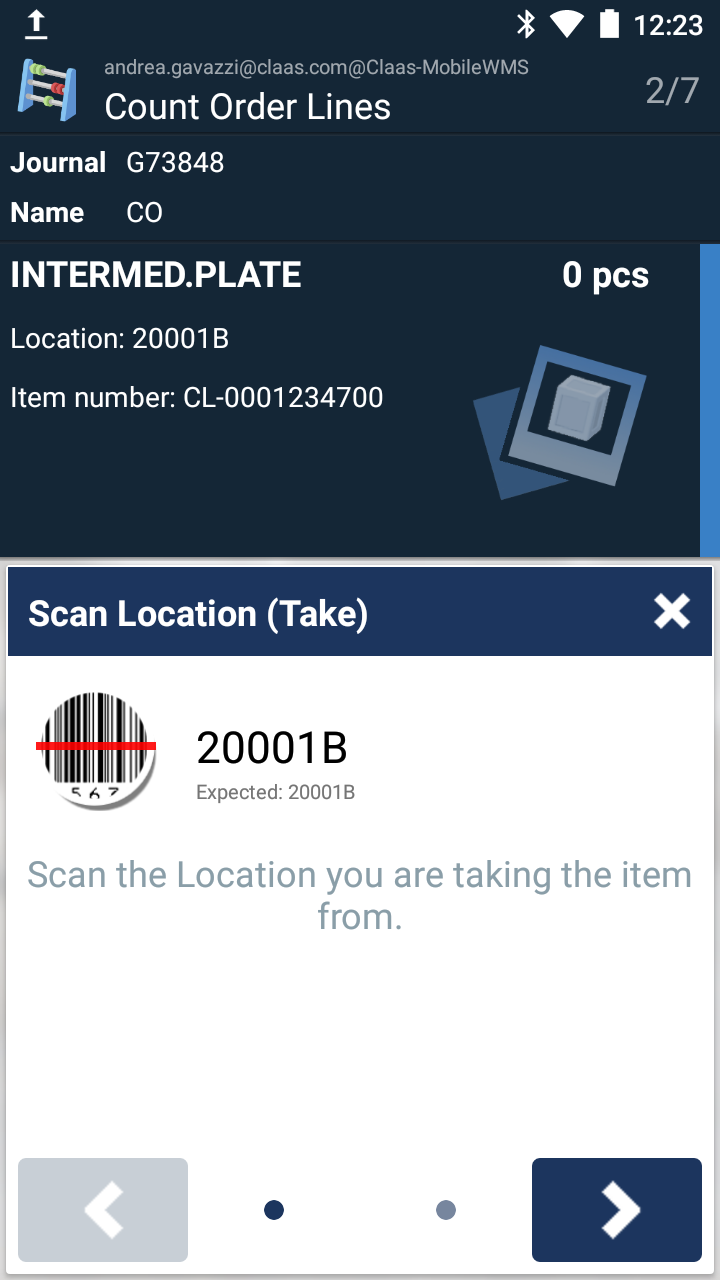 12:23
andrea.gavazzi@claas.com@Claas-MobileWMS
Count Order Lines
2/7
Journal G73848
Name CO
INTERMED.PLATE 0 pcs
Location: 20001B
Item number: CL-0001234700
Scan Location (Take)
567
20001B
Expected: 20001B
Scan the Location you are taking the item
from.